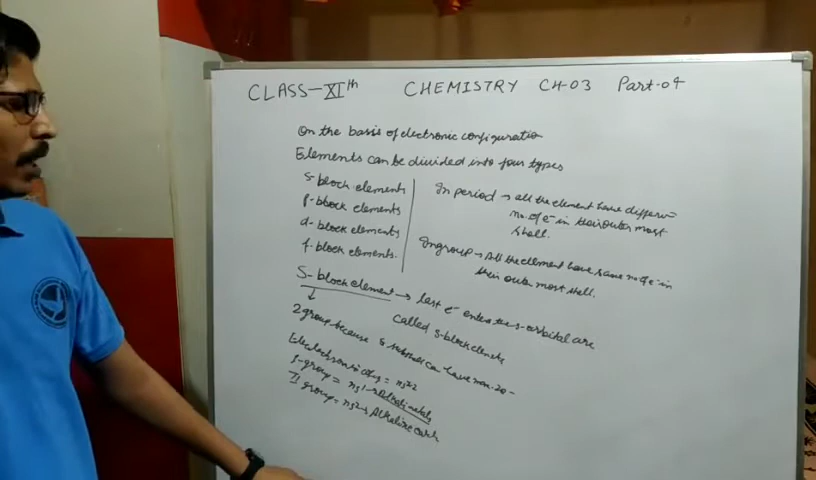 CLASS-XIth CHEMISTRY CH-03 Part-04
On the basis of electronic configuration
Elements can be divided into four types
s-block elements
p-block elements
d-block elements
f-block elements.
In period → all the element have different
no. of e- in their outer most
shell.
In group → All the element have same no of e- in
their outer most shell.
S-block element → last e- enters the s-orbital are
called s-block elements
2 group because s subshell can have max-2e-
= ns1-2
I-group = ns1 → Alkali metals
II group = ns2 → Alkaline earth